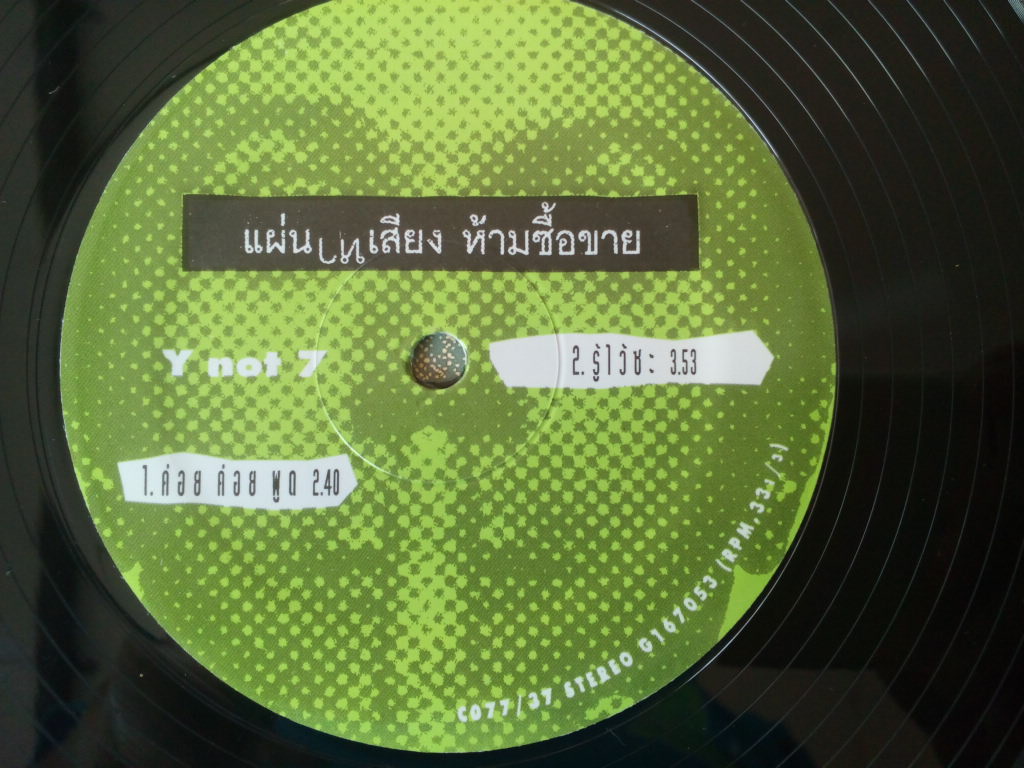 แผ่นบันเสียง ห้ามซื้อขาย
Y not 7
2. รู้ไว้ซะ 3.53
1. ค่อย ค่อย พูด 2.40
C077/37 STEREO G167053 (RPM. 33 1/3)